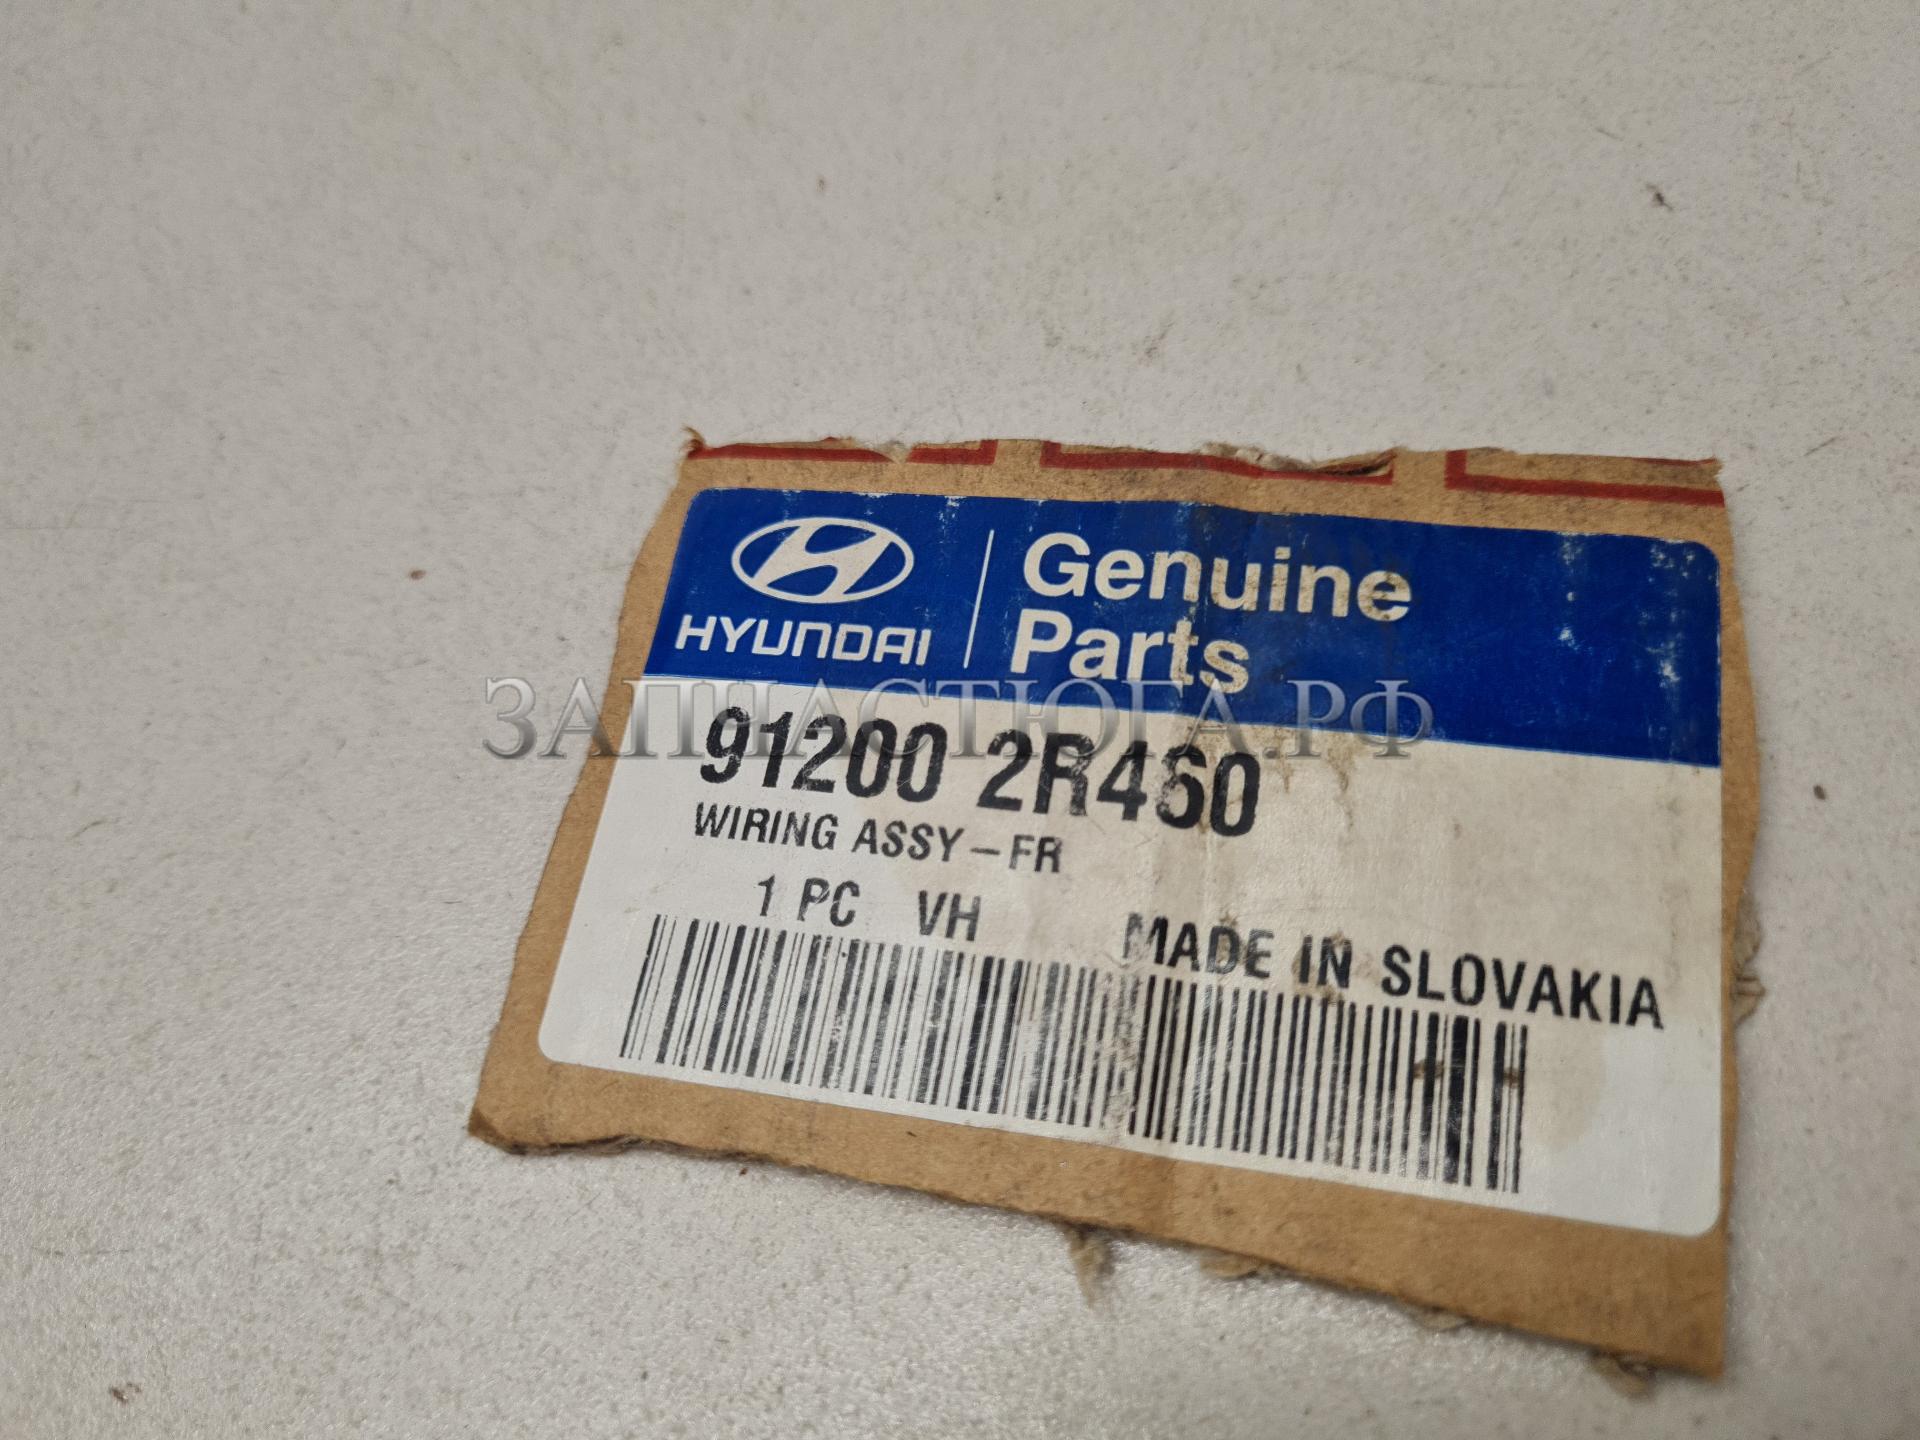 HYUNDAI
Genuine
Parts
ЗАПЧАСТЮГА.РФ
91200 2R460
WIRING ASSY-FR
1 PC VH MADE IN SLOVAKIA